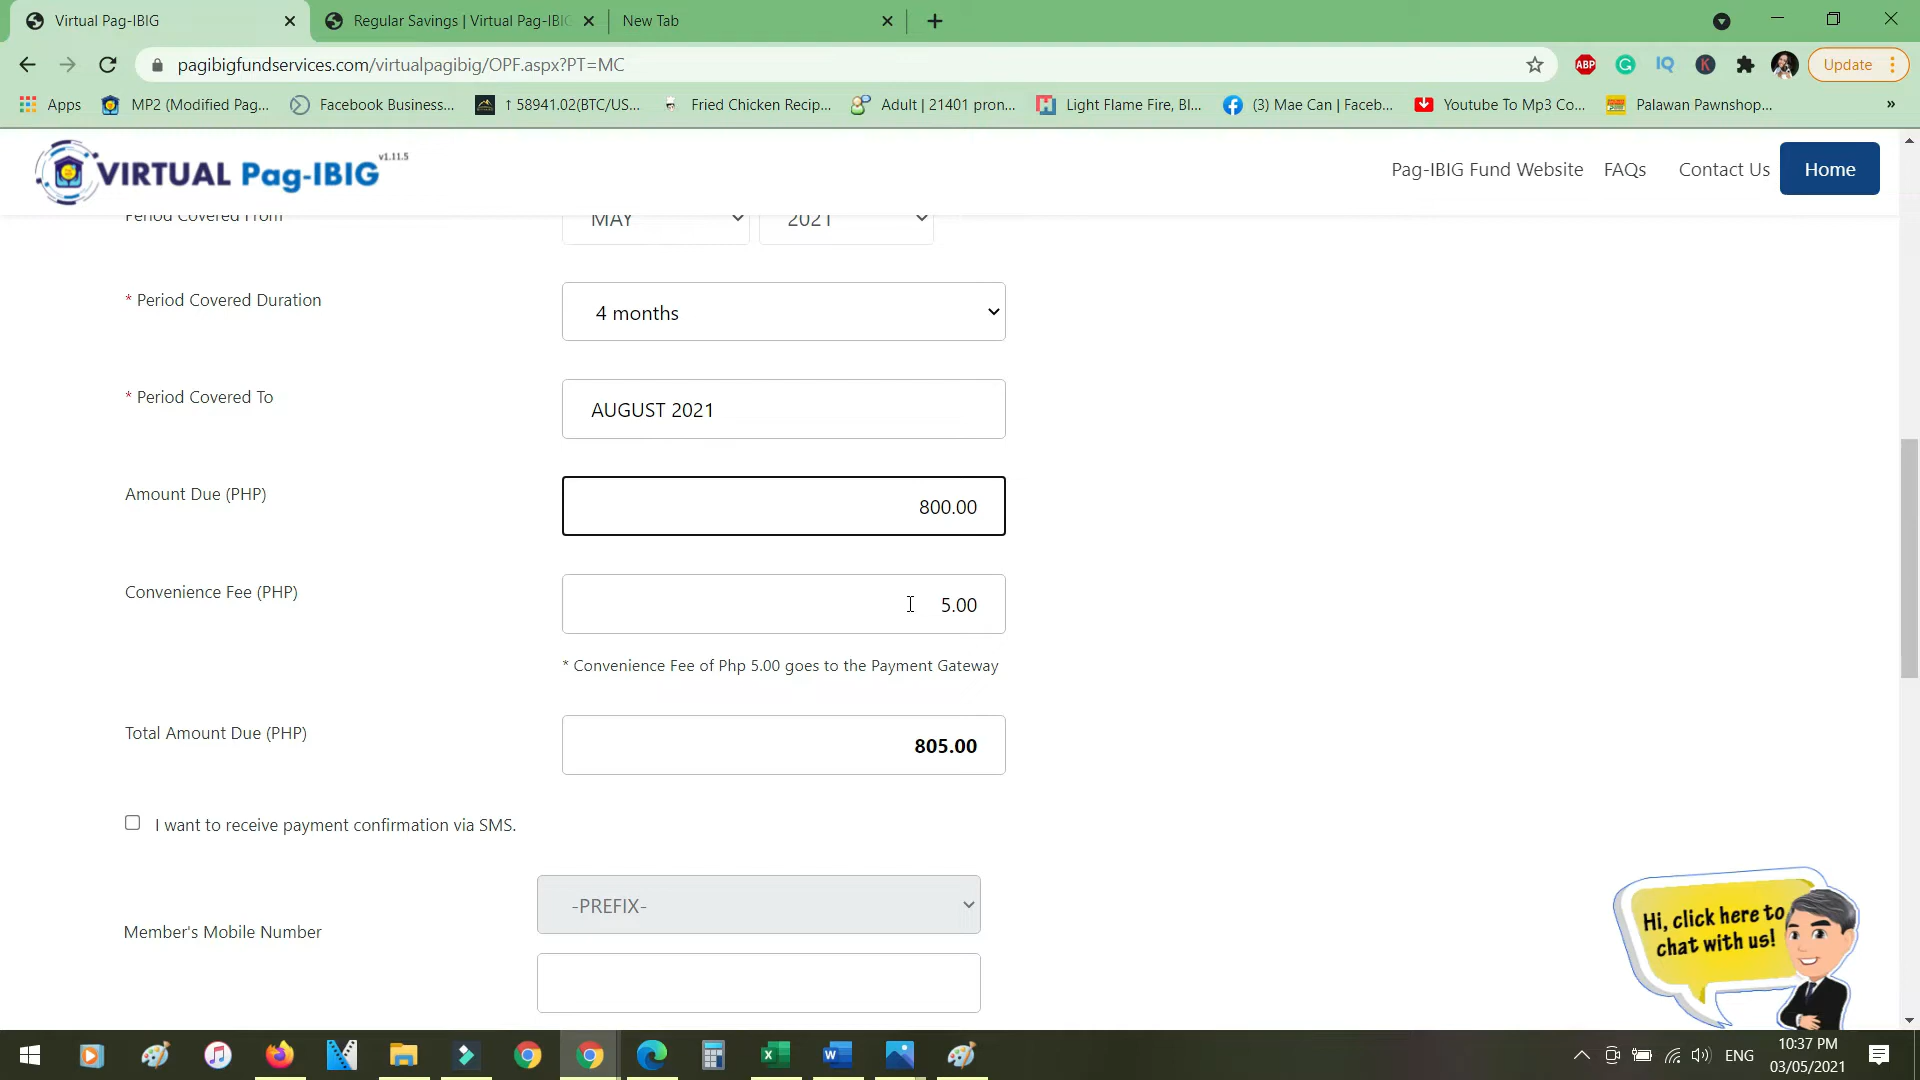 Virtual Pag-IBIG
Regular Savings | Virtual Pag-IBIG
New Tab
pagibigfundservices.com/virtualpagibig/OPF.aspx?PT=MC
ABP
IQ
K
Update
Apps
MP2 (Modified Pag...
Facebook Business...
↑ 58941.02(BTC/US...
Fried Chicken Recip...
Adult | 21401 pron...
Light Flame Fire, Bl...
(3) Mae Can | Faceb...
Youtube To Mp3 Co...
Palawan Pawnshop...
»
VIRTUAL Pag-IBIG v1.11.5
Pag-IBIG Fund Website
FAQs
Contact Us
Home
Period Covered From
MAY
2021
* Period Covered Duration
4 months
* Period Covered To
AUGUST 2021
Amount Due (PHP)
800.00
Convenience Fee (PHP)
5.00
* Convenience Fee of Php 5.00 goes to the Payment Gateway
Total Amount Due (PHP)
805.00
I want to receive payment confirmation via SMS.
-PREFIX-
Member's Mobile Number
Hi, click here to
chat with us!
ENG
10:37 PM
03/05/2021